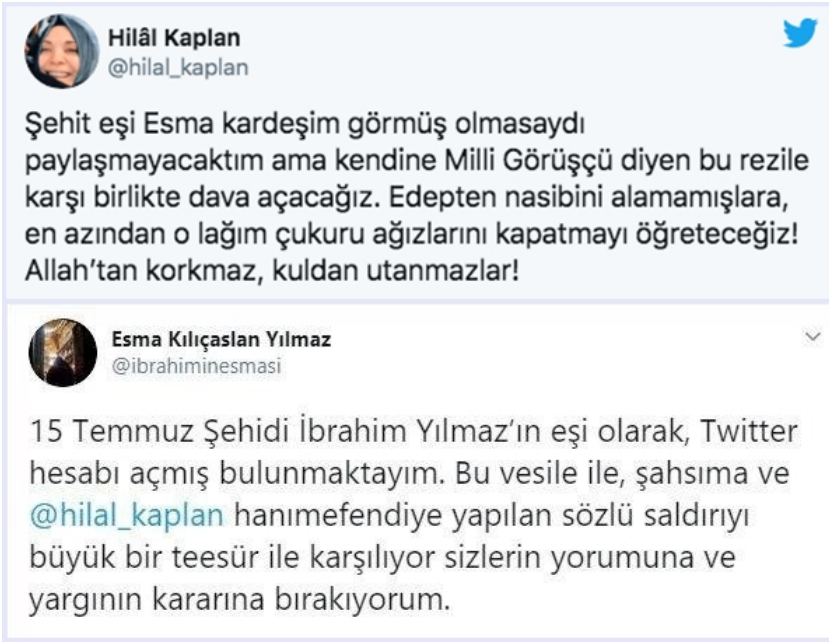 Hilâl Kaplan
@hilal_kaplan
Şehit eşi Esma kardeşim görmüş olmasaydı
paylaşmayacaktım ama kendine Milli Görüşçü diyen bu rezile
karşı birlikte dava açacağız. Edepten nasibini alamamışlara,
en azından o lağım çukuru ağızlarını kapatmayı öğreteceğiz!
Allah’tan korkmaz, kuldan utanmazlar!
Esma Kılıçaslan Yılmaz
@ibrahiminesmasi
15 Temmuz Şehidi İbrahim Yılmaz’ın eşi olarak, Twitter
hesabı açmış bulunmaktayım. Bu vesile ile, şahsıma ve
@hilal_kaplan hanımefendiye yapılan sözlü saldırıyı
büyük bir teesür ile karşılıyor sizlerin yorumuna ve
yargının kararına bırakıyorum.